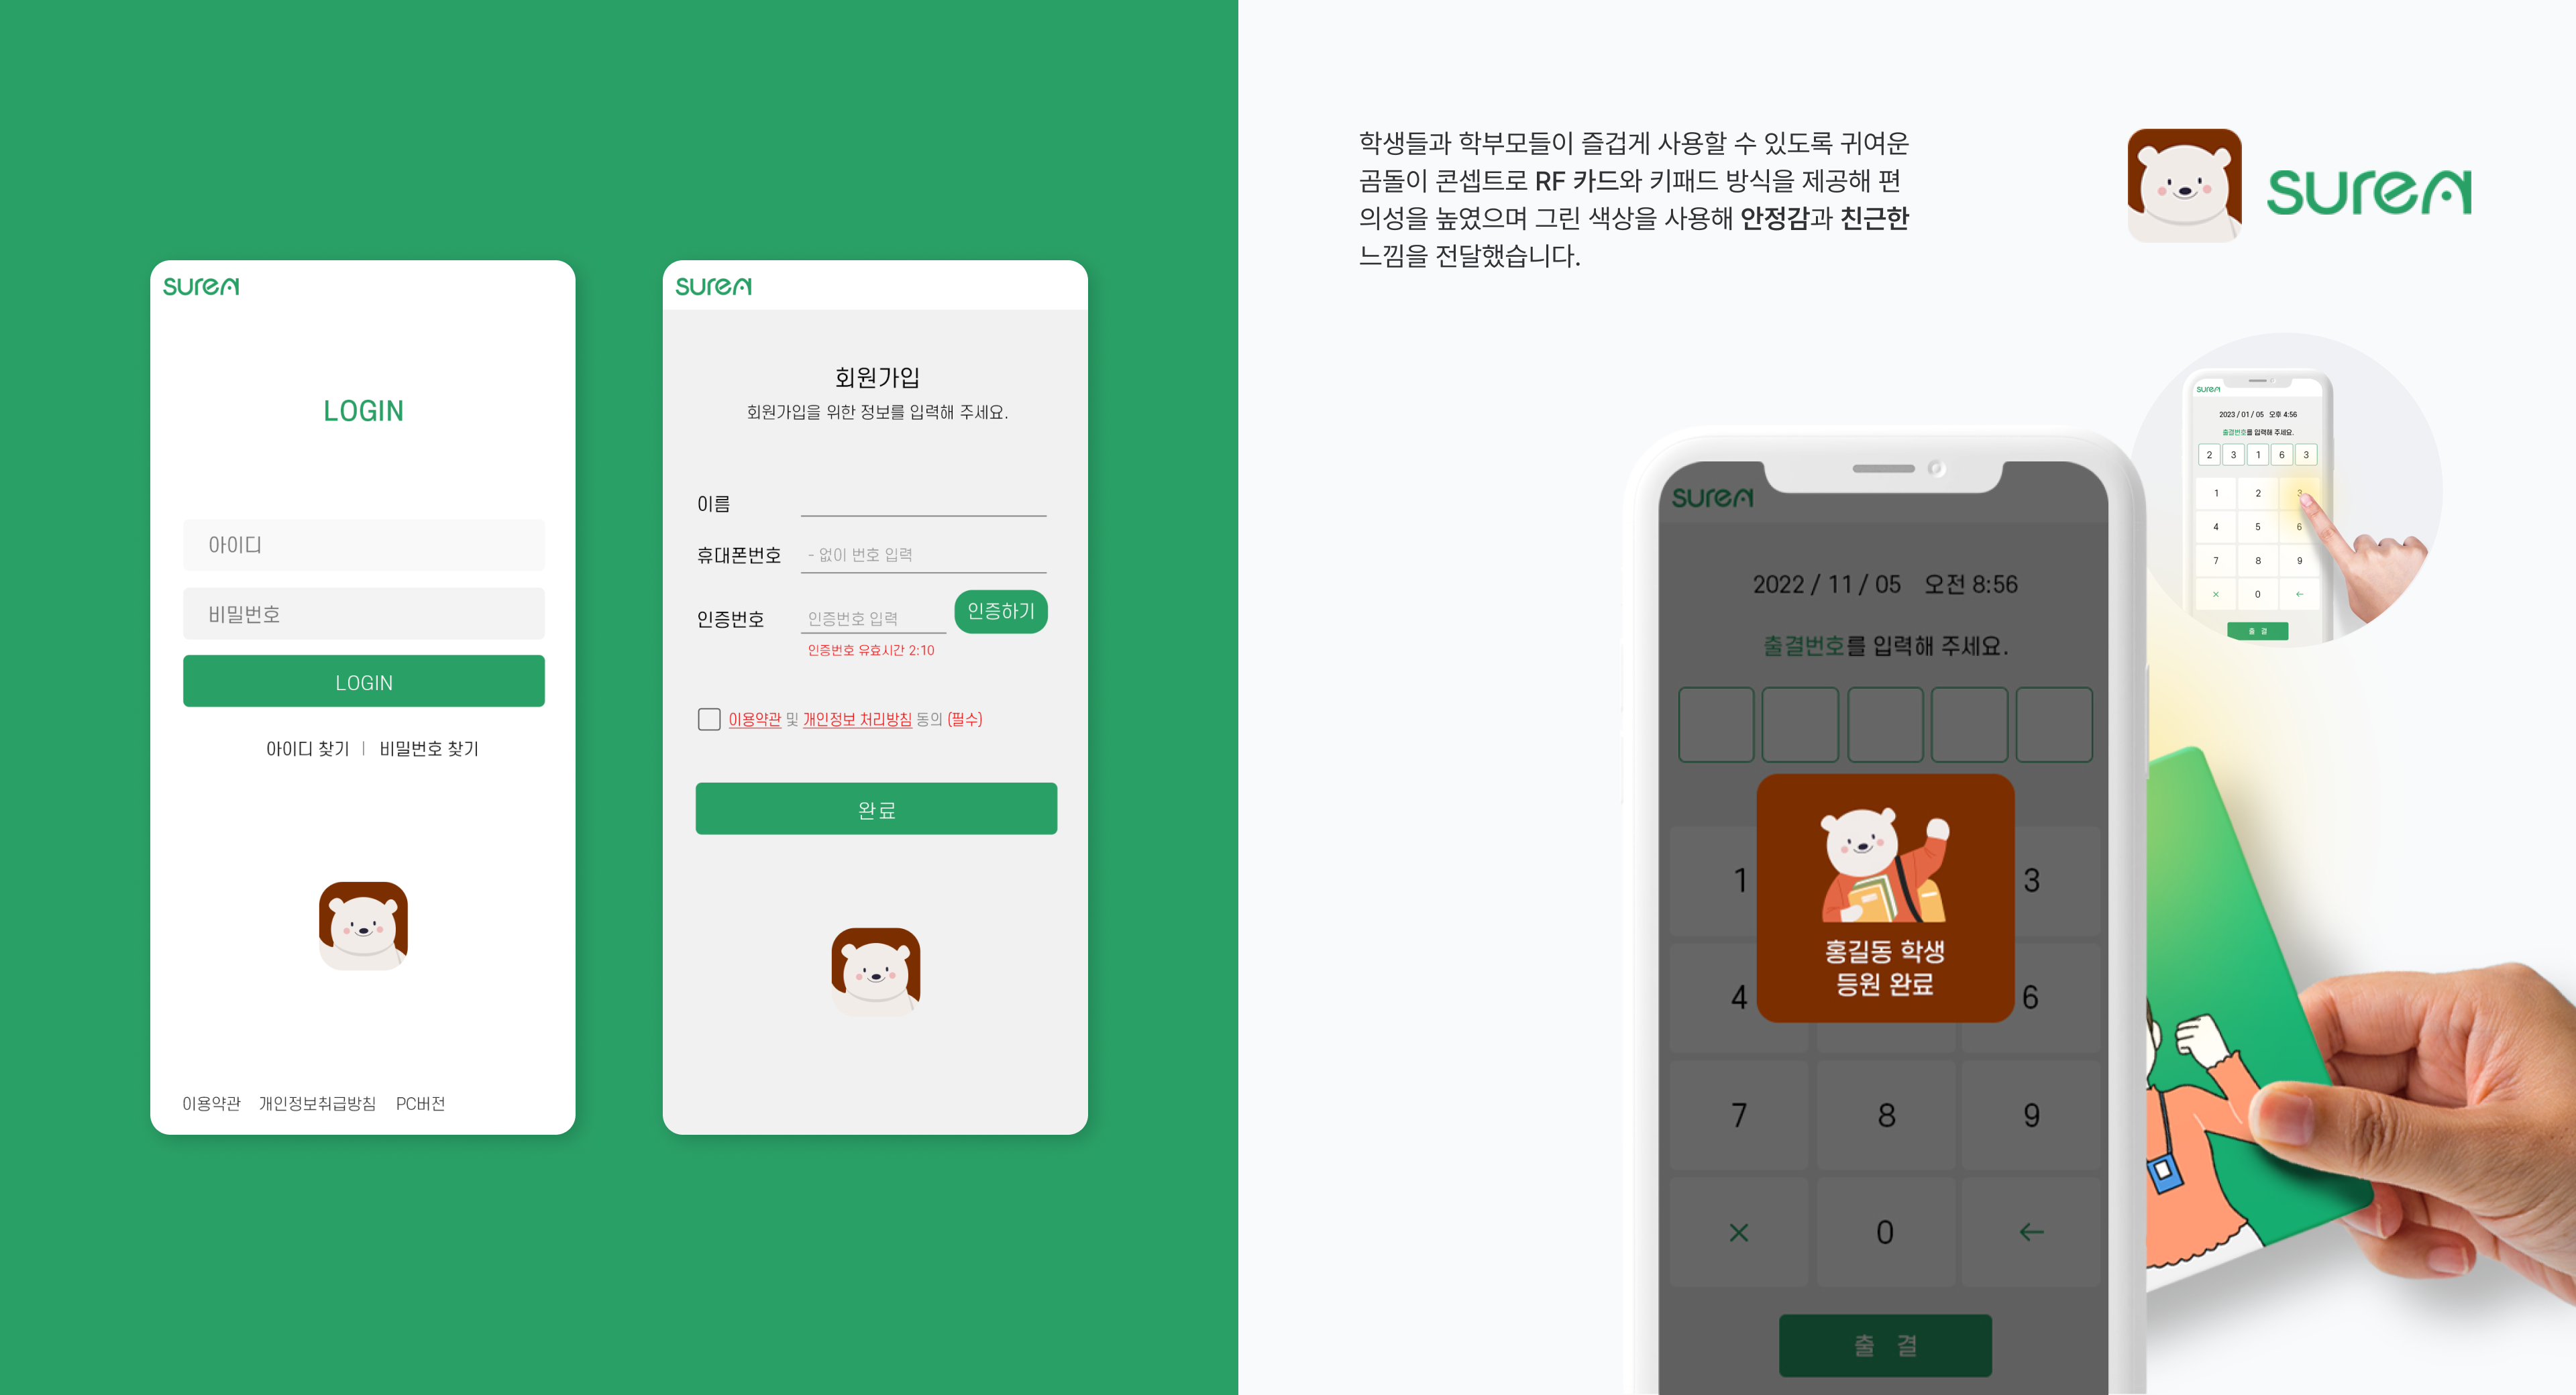 surem
LOGIN
아이디
비밀번호
LOGIN
아이디 찾기 | 비밀번호 찾기
이용약관 개인정보취급방침 PC버전
surem
회원가입
회원가입을 위한 정보를 입력해 주세요.
이름
휴대폰번호 - 없이 번호 입력
인증번호 인증번호 입력 인증하기
인증번호 유효시간 2:10
이용약관 및 개인정보 처리방침 동의 (필수)
완료
학생들과 학부모들이 즐겁게 사용할 수 있도록 귀여운
곰돌이 콘셉트로 RF 카드와 키패드 방식을 제공해 편
의성을 높였으며 그린 색상을 사용해 안정감과 친근한
느낌을 전달했습니다.
surem
surem
2023 / 01 / 05 오후 4:56
출결번호를 입력해 주세요.
2 3 1 6 3
1 2 3
4 5 6
7 8 9
× 0 ←
출 결
surem
2022 / 11 / 05 오전 8:56
출결번호를 입력해 주세요.
1 3
4 6
홍길동 학생
등원 완료
7 8 9
× 0 ←
출 결